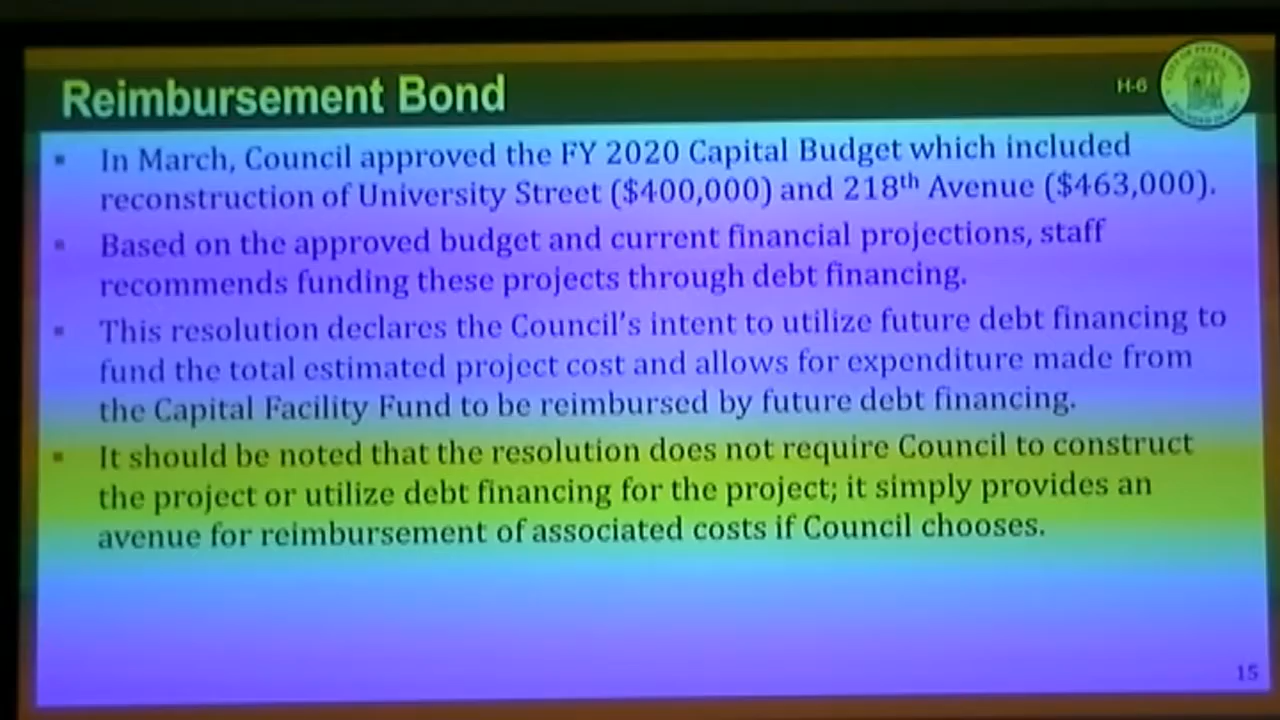 Reimbursement Bond
H-6
▪ In March, Council approved the FY 2020 Capital Budget which included
reconstruction of University Street ($400,000) and 218th Avenue ($463,000).
▪ Based on the approved budget and current financial projections, staff
recommends funding these projects through debt financing.
▪ This resolution declares the Council's intent to utilize future debt financing to
fund the total estimated project cost and allows for expenditure made from
the Capital Facility Fund to be reimbursed by future debt financing.
▪ It should be noted that the resolution does not require Council to construct
the project or utilize debt financing for the project; it simply provides an
avenue for reimbursement of associated costs if Council chooses.
15